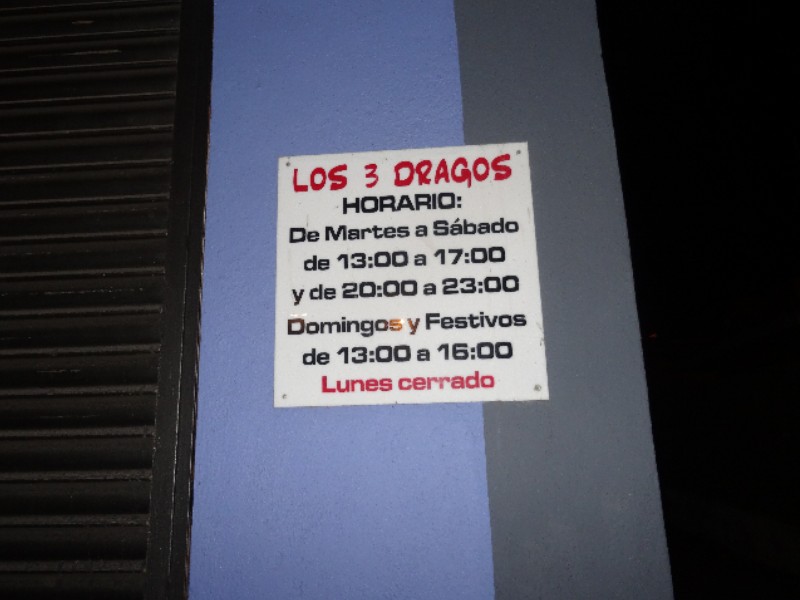 LOS 3 DRAGOS
HORARIO:
De Martes a Sábado
de 13:00 a 17:00
y de 20:00 a 23:00
Domingos y Festivos
de 13:00 a 16:00
Lunes cerrado